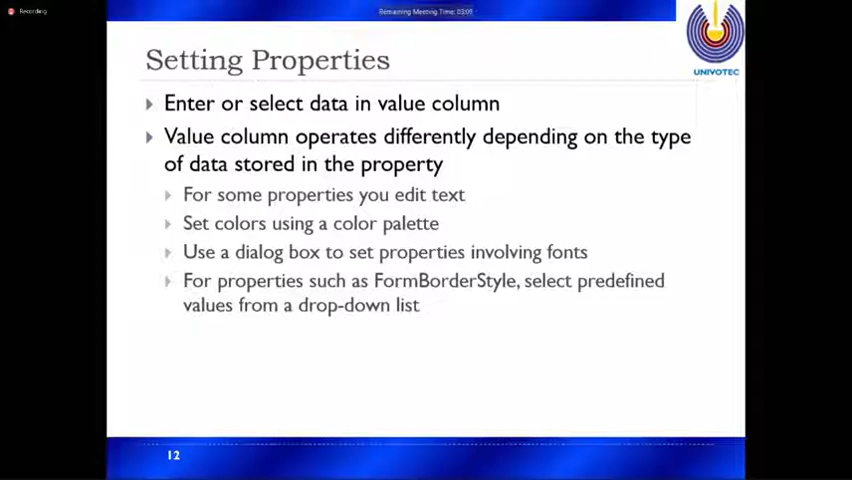 Recording
Remaining Meeting Time: 03:09
UNIVOTEC
Setting Properties
Enter or select data in value column
Value column operates differently depending on the type
of data stored in the property
For some properties you edit text
Set colors using a color palette
Use a dialog box to set properties involving fonts
For properties such as FormBorderStyle, select predefined
values from a drop-down list
12